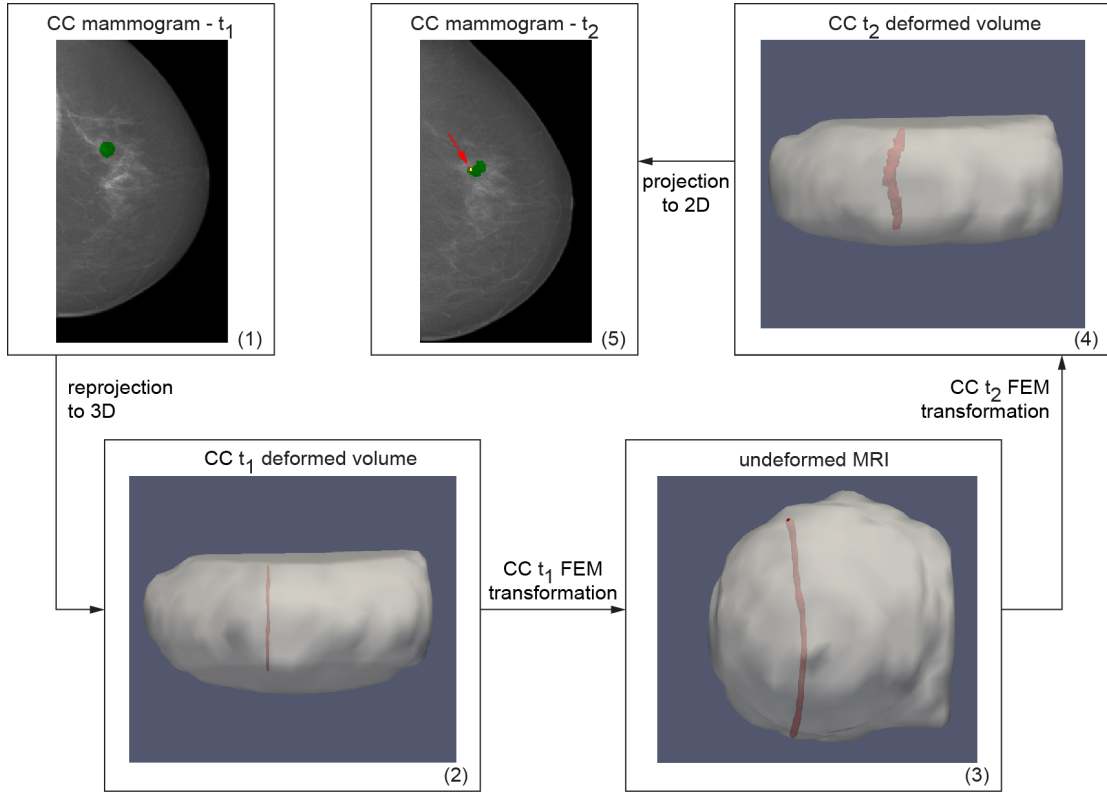 CC mammogram - t1
(1)
CC mammogram - t2
(5)
projection
to 2D
CC t2 deformed volume
(4)
reprojection
to 3D
CC t2 FEM
transformation
CC t1 deformed volume
(2)
CC t1 FEM
transformation
undeformed MRI
(3)